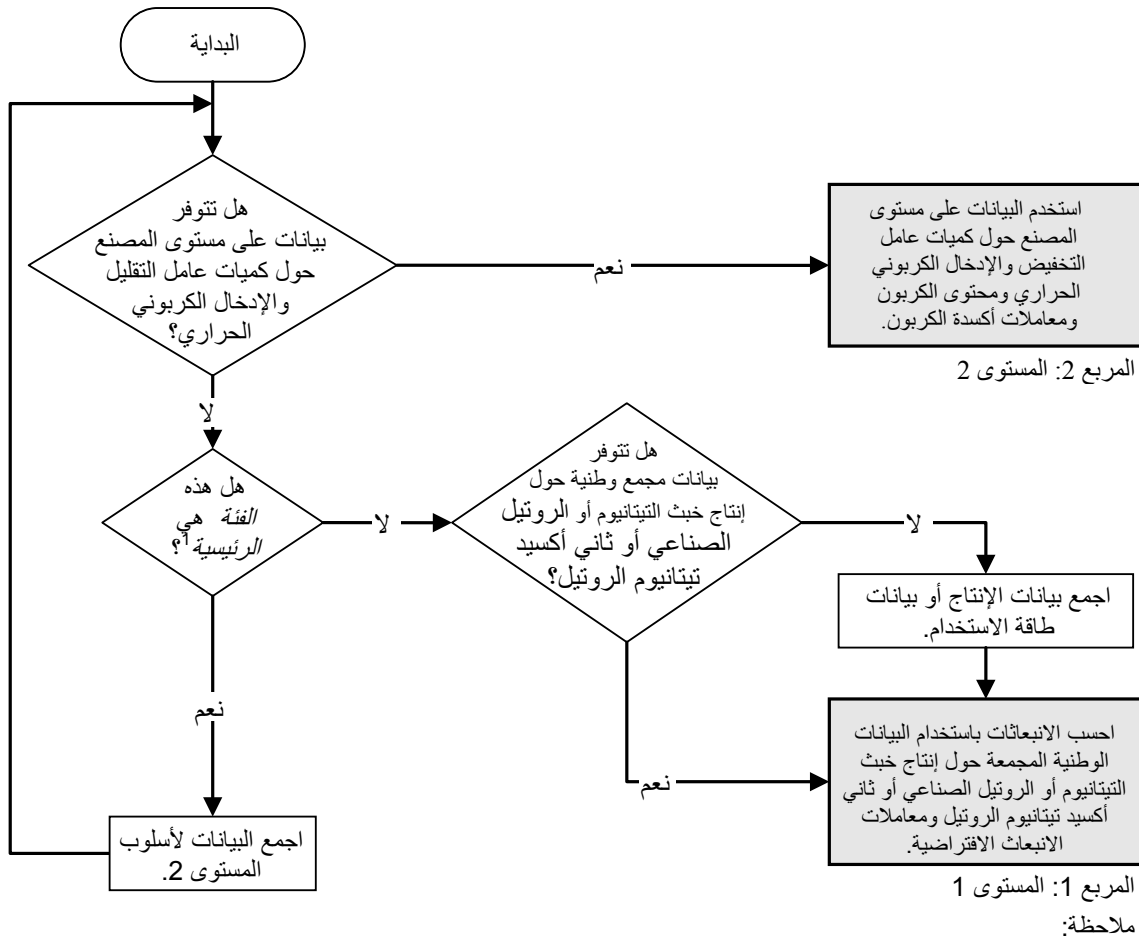 البداية
هل تتوفر
بيانات على مستوى المصنع
حول كميات عامل التقليل
والإدخال الكربوني
الحراري؟
نعم
استخدم البيانات على مستوى
المصنع حول كميات عامل
التخفيض والإدخال الكربوني
الحراري ومحتوى الكربون
ومعاملات أكسدة الكربون.
المربع 2: المستوى 2
لا
هل هذه
الفئة هي
الرئيسية1؟
لا
هل تتوفر
بيانات مجمع وطنية حول
إنتاج خبث التيتانيوم أو الروتيل
الصناعي أو ثاني أكسيد
تيتانيوم الروتيل؟
لا
اجمع بيانات الإنتاج أو بيانات
طاقة الاستخدام.
نعم
احسب الانبعاثات باستخدام البيانات
الوطنية المجمعة حول إنتاج خبث
التيتانيوم أو الروتيل الصناعي أو ثاني
أكسيد تيتانيوم الروتيل ومعاملات
الانبعاث الافتراضية.
المربع 1: المستوى 1
نعم
اجمع البيانات لأسلوب
المستوى 2.
ملاحظة: